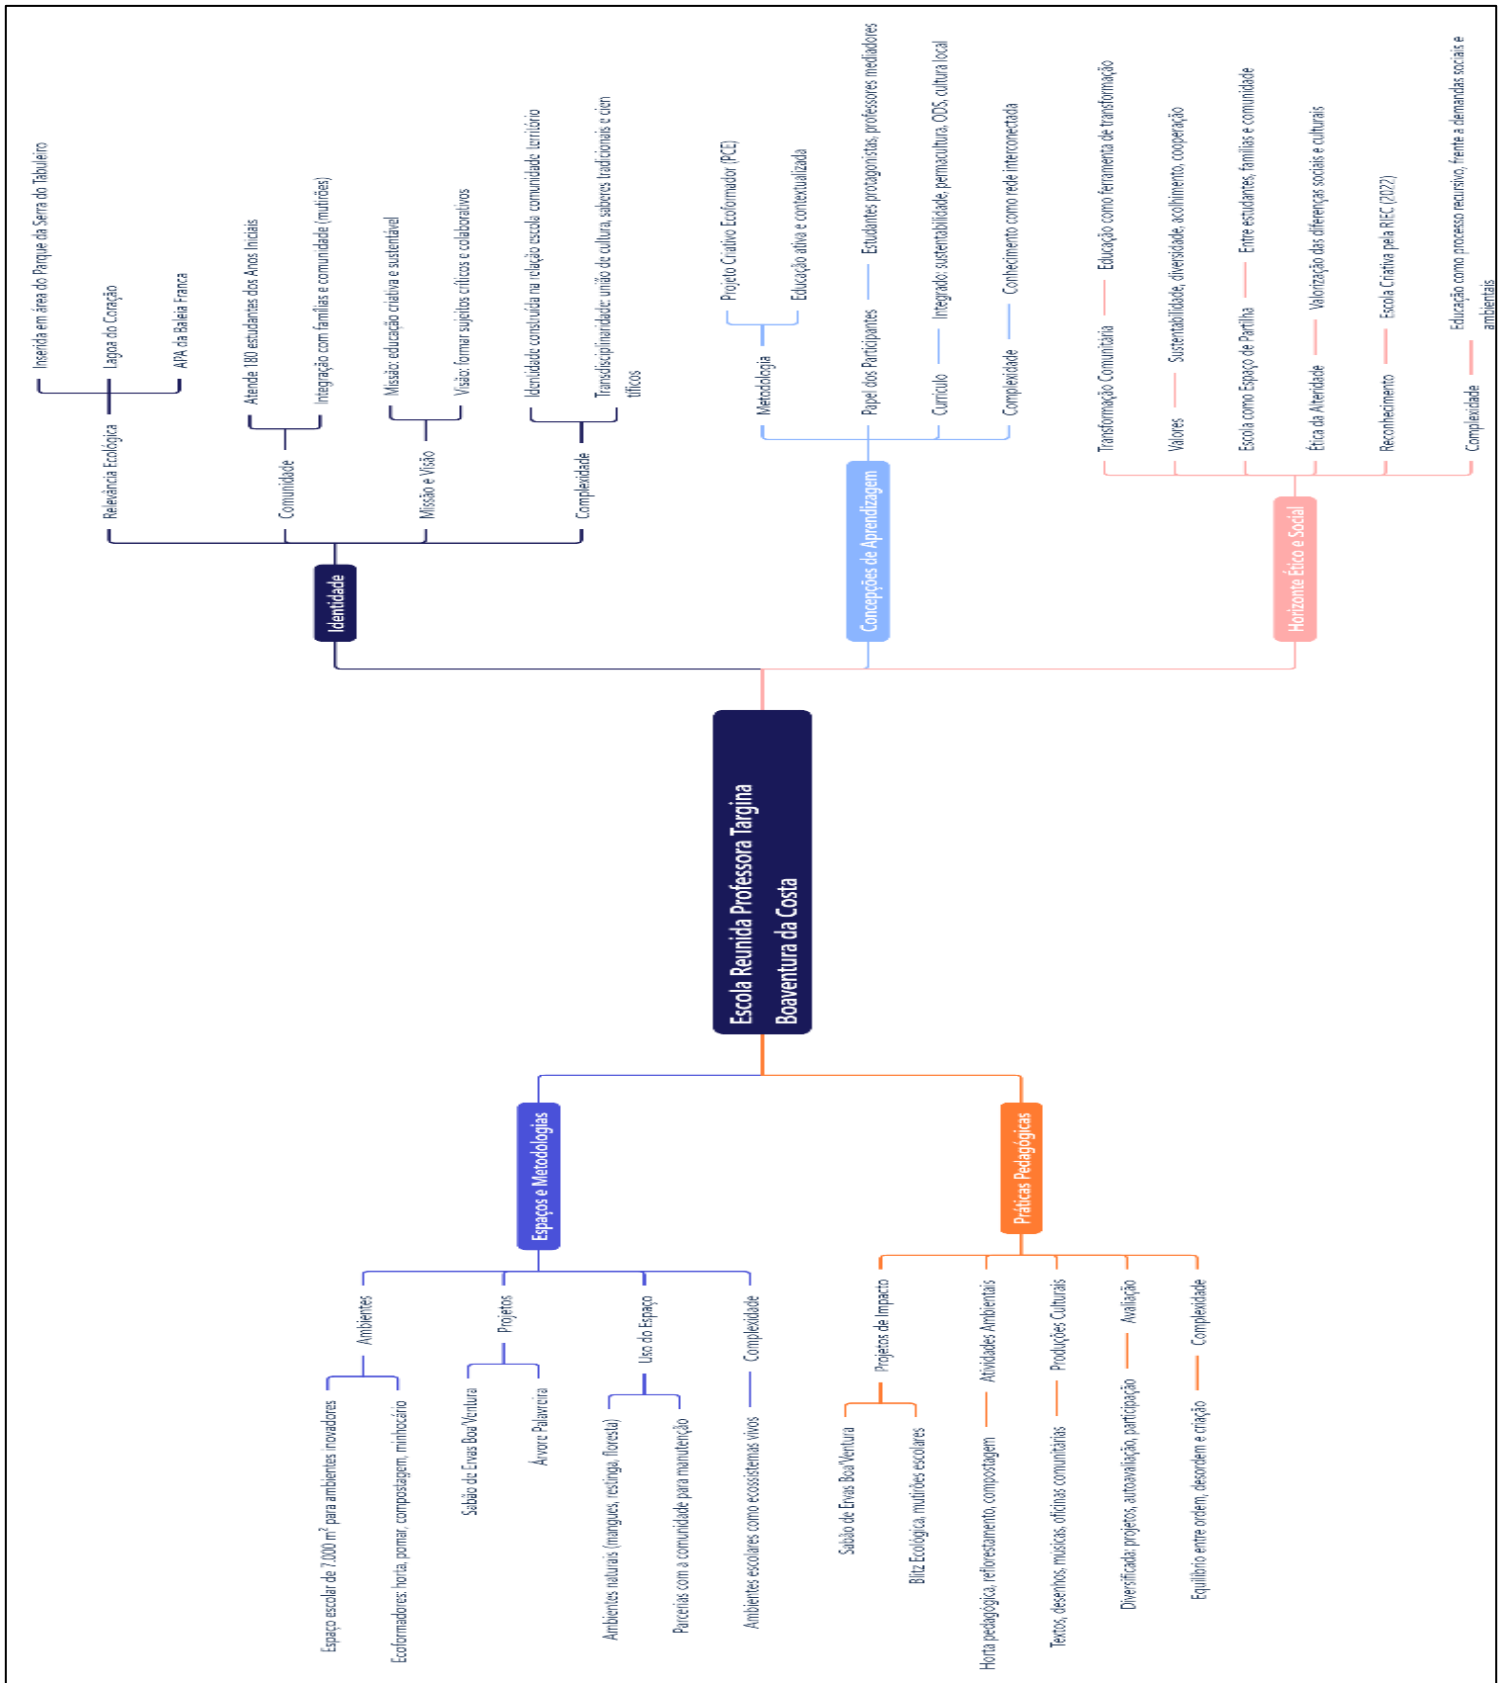 Escola Reunida Professora Targina
Boaventura da Costa
Identidade
Relevância Ecológica
Inserida em área do Parque da Serra do Tabuleiro
Lagoa do Coração
APA da Baleia Franca
Comunidade
Atende 180 estudantes dos Anos Iniciais
Integração com famílias e comunidade (mutirões)
Missão e Visão
Missão: educação criativa e sustentável
Visão: formar sujeitos críticos e colaborativos
Complexidade
Identidade construída na relação escola comunidade território
Transdisciplinaridade: união de cultura, saberes tradicionais e cien
tíficos
Concepções de Aprendizagem
Metodologia
Projeto Criativo Ecoformador (PCE)
Educação ativa e contextualizada
Papel dos Participantes
Estudantes protagonistas, professores mediadores
Currículo
Integrado: sustentabilidade, permacultura, ODS, cultura local
Complexidade
Conhecimento como rede interconectada
Horizonte Ético e Social
Transformação Comunitária
Educação como ferramenta de transformação
Valores
Sustentabilidade, diversidade, acolhimento, cooperação
Escola como Espaço de Partilha
Entre estudantes, famílias e comunidade
Ética da Alteridade
Valorização das diferenças sociais e culturais
Reconhecimento
Escola Criativa pela RIEC (2022)
Complexidade
Educação como processo recursivo, frente a demandas sociais e
ambientais
Espaços e Metodologias
Ambientes
Espaço escolar de 7.000 m² para ambientes inovadores
Ecoformadores: horta, pomar, compostagem, minhocário
Projetos
Sabão de Ervas Boa Ventura
Árvore Palavreira
Uso do Espaço
Ambientes naturais (mangues, restinga, floresta)
Parcerias com a comunidade para manutenção
Complexidade
Ambientes escolares como ecossistemas vivos
Práticas Pedagógicas
Projetos de Impacto
Sabão de Ervas Boa Ventura
Blitz Ecológica, mutirões escolares
Atividades Ambientais
Horta pedagógica, reflorestamento, compostagem
Produções Culturais
Textos, desenhos, músicas, oficinas comunitárias
Avaliação
Diversificada: projetos, autoavaliação, participação
Complexidade
Equilíbrio entre ordem, desordem e criação